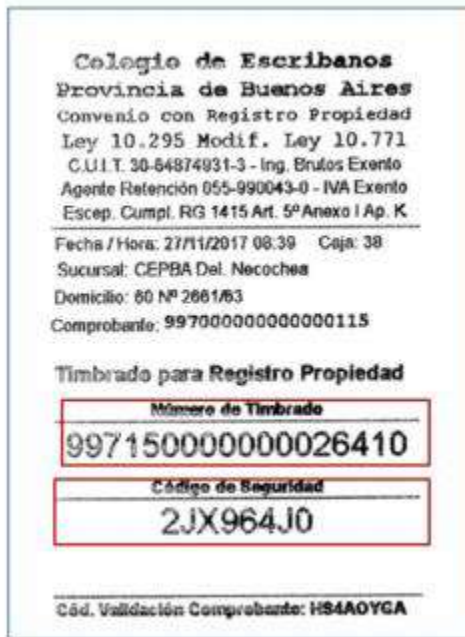 Colegio de Escribanos
Provincia de Buenos Aires
Convenio con Registro Propiedad
Ley 10.295 Modif. Ley 10.771
C.U.I.T. 30-64874931-3 - Ing. Brutos Exento
Agente Retención 055-990043-0 - IVA Exento
Escep. Cumpl. RG 1415 Art. 5º Anexo I Ap. K
Fecha / Hora: 27/11/2017 08:39 Caja: 38
Sucursal: CEPBA Del. Necochea
Domicilio: 60 Nº 2661/63
Comprobante: 997000000000000115
Timbrado para Registro Propiedad
Número de Timbrado
997150000000026410
Código de Seguridad
2JX964J0
Cód. Validación Comprobante: HS4AOYGA